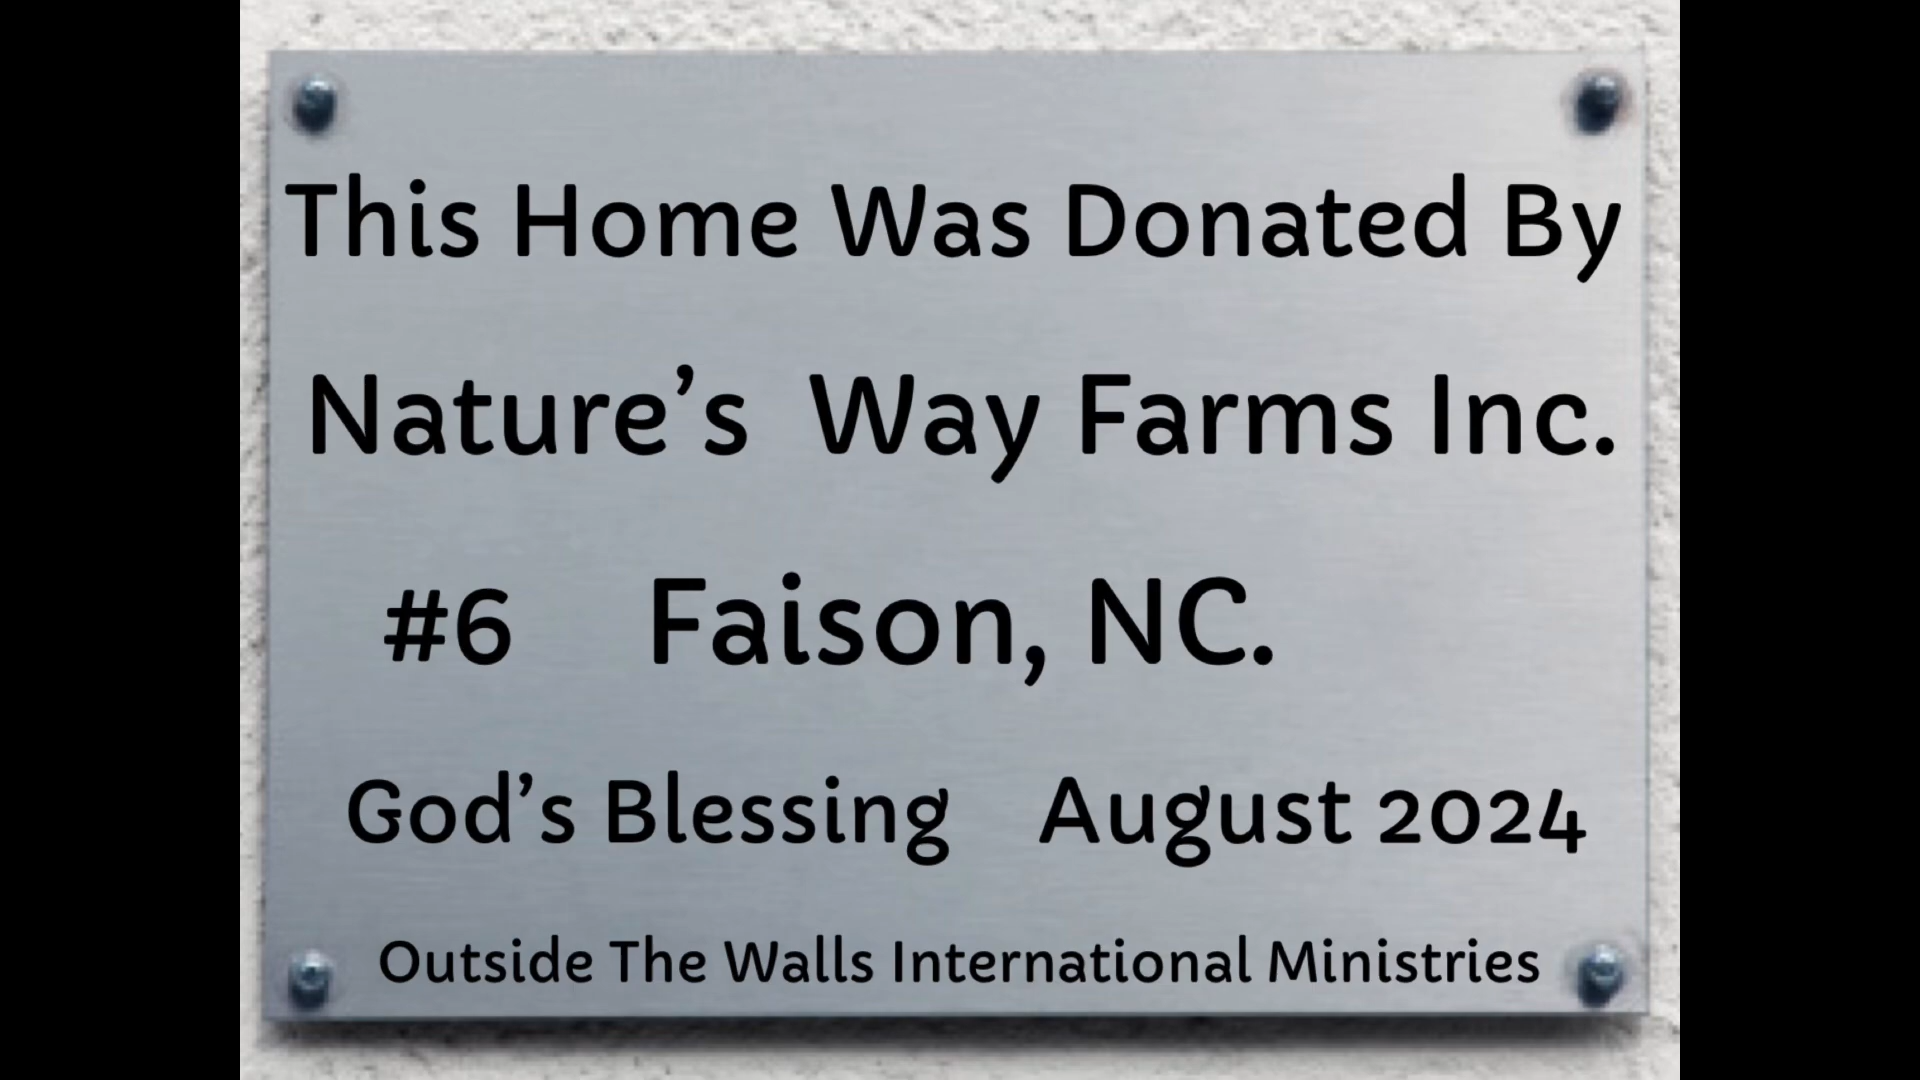 This Home Was Donated By
Nature’s Way Farms Inc.
#6 Faison, NC.
God’s Blessing August 2024
Outside The Walls International Ministries